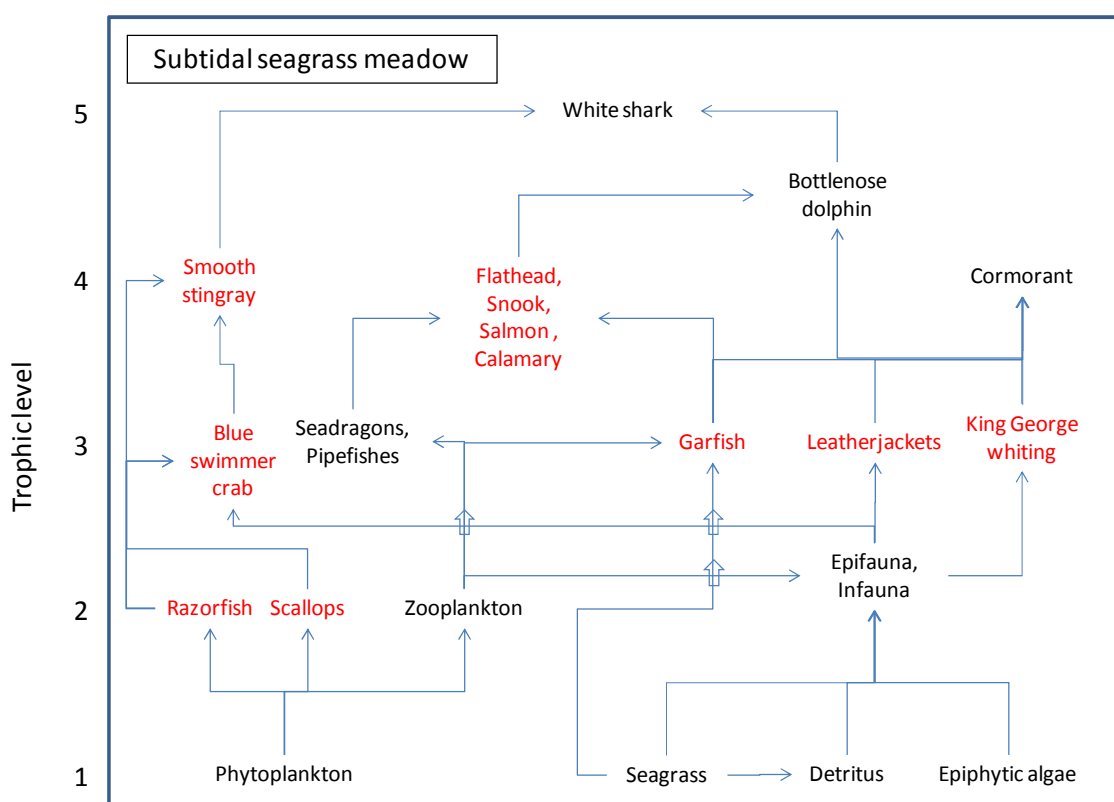 Subtidal seagrass meadow
5
White shark
Bottlenose
dolphin
4
Smooth
stingray
Flathead,
Snook,
Salmon ,
Calamary
Cormorant
Trophic level
3
Blue
swimmer
crab
Seadragons,
Pipefishes
Garfish
Leatherjackets
King George
whiting
Epifauna,
Infauna
2
Razorfish
Scallops
Zooplankton
1
Phytoplankton
Seagrass
Detritus
Epiphytic algae